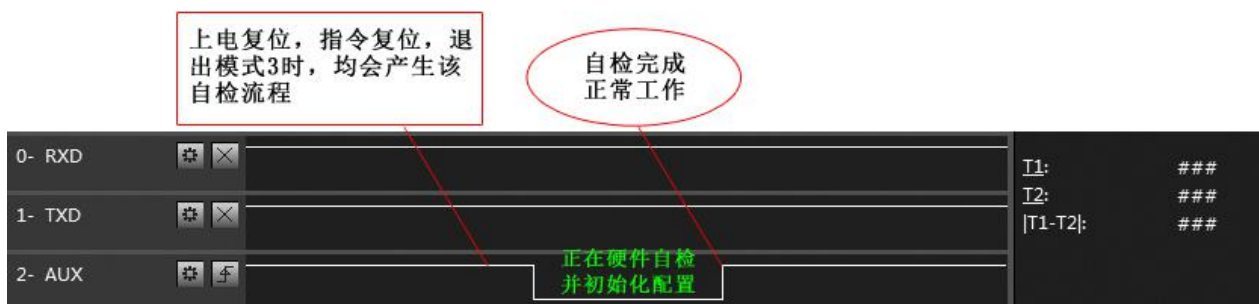 上电复位，指令复位，退
出模式3时，均会产生该
自检流程
自检完成
正常工作
0- RXD
1- TXD
2- AUX
正在硬件自检
并初始化配置
T1: ###
T2: ###
|T1-T2|: ###